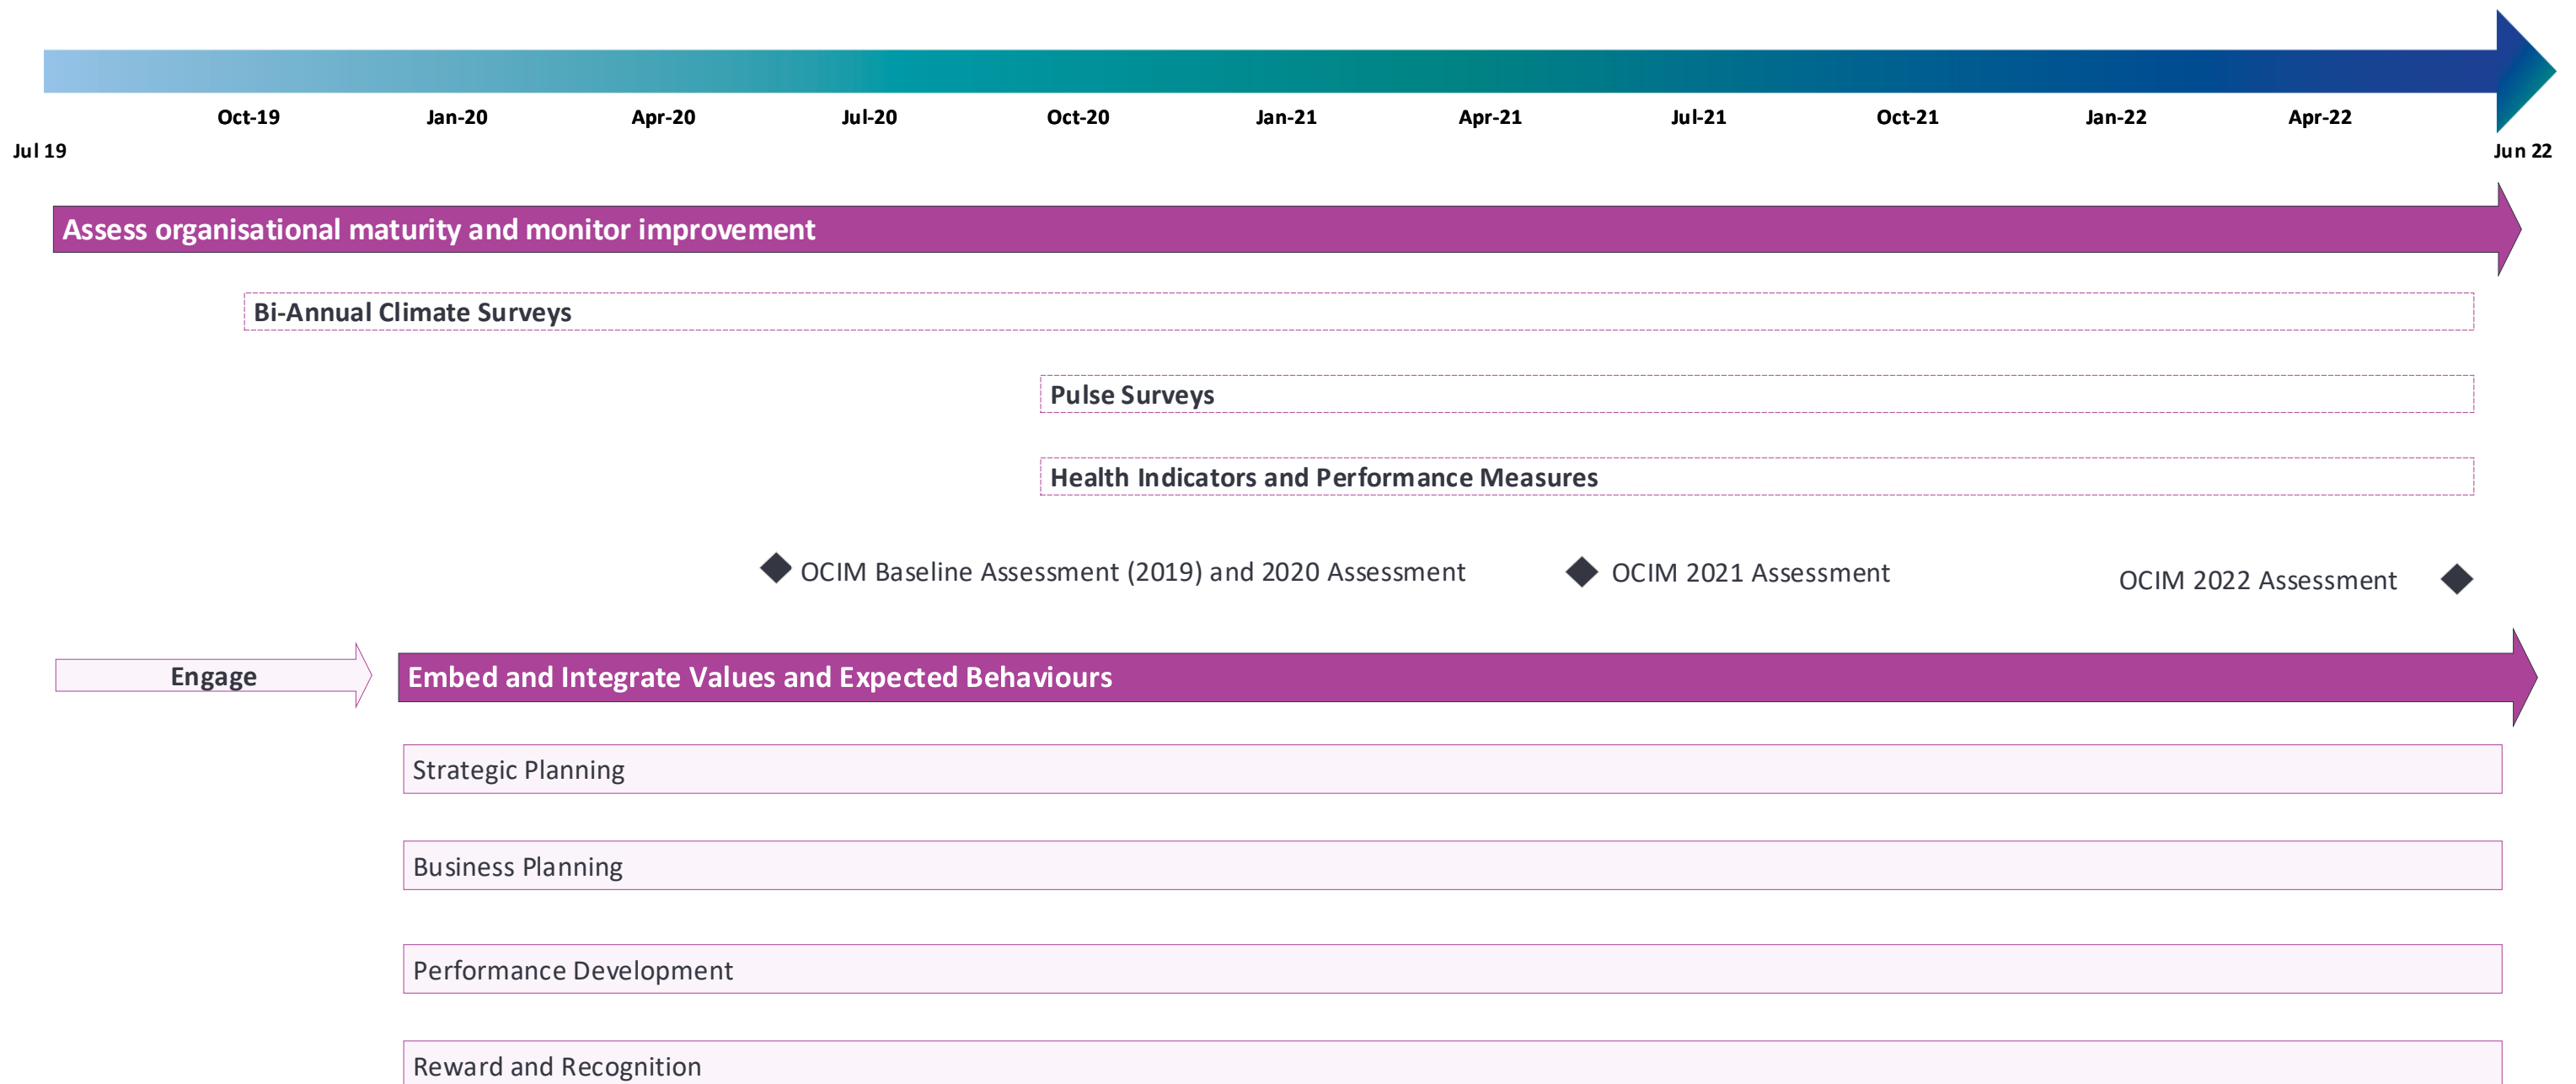 Oct-19 Jan-20 Apr-20 Jul-20 Oct-20 Jan-21 Apr-21 Jul-21 Oct-21 Jan-22 Apr-22
Jul 19 Jun 22
Assess organisational maturity and monitor improvement
Bi-Annual Climate Surveys
Pulse Surveys
Health Indicators and Performance Measures
OCIM Baseline Assessment (2019) and 2020 Assessment OCIM 2021 Assessment OCIM 2022 Assessment
Engage Embed and Integrate Values and Expected Behaviours
Strategic Planning
Business Planning
Performance Development
Reward and Recognition